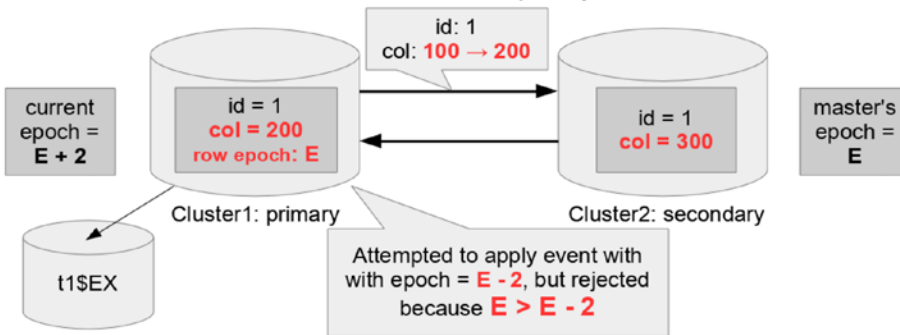 id: 1
col: 100 → 200
current
epoch =
E + 2
id = 1
col = 200
row epoch: E
id = 1
col = 300
master's
epoch =
E
Cluster1: primary
Cluster2: secondary
t1$EX
Attempted to apply event with
with epoch = E - 2, but rejected
because E > E - 2